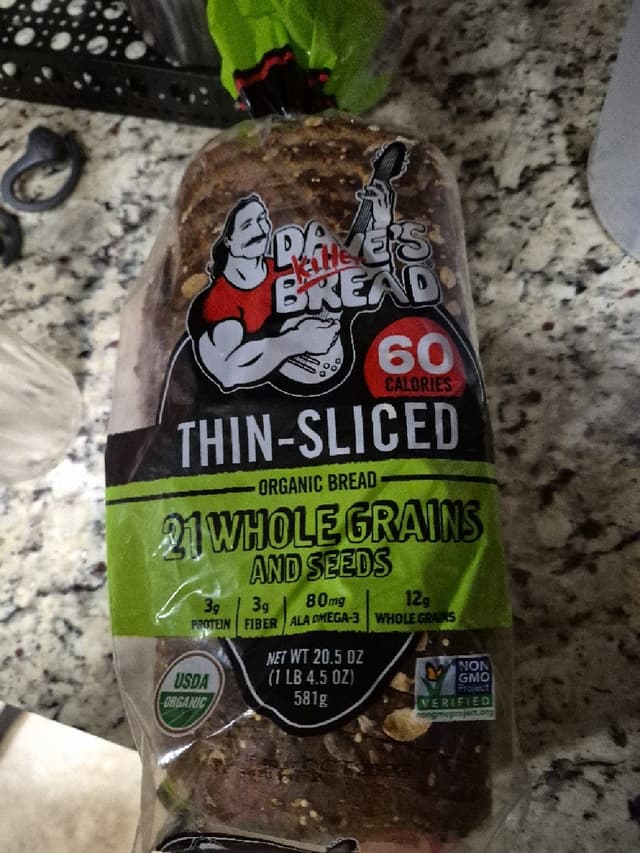 DAVE'S
Killer
BREAD
60
CALORIES
THIN-SLICED
ORGANIC BREAD
21 WHOLE GRAINS
AND SEEDS
3g PROTEIN
3g FIBER
80mg ALA OMEGA-3
12g WHOLE GRAINS
NET WT 20.5 OZ
(1 LB 4.5 OZ)
581g
USDA
ORGANIC
NON
GMO
Project
VERIFIED
nongmoproject.org